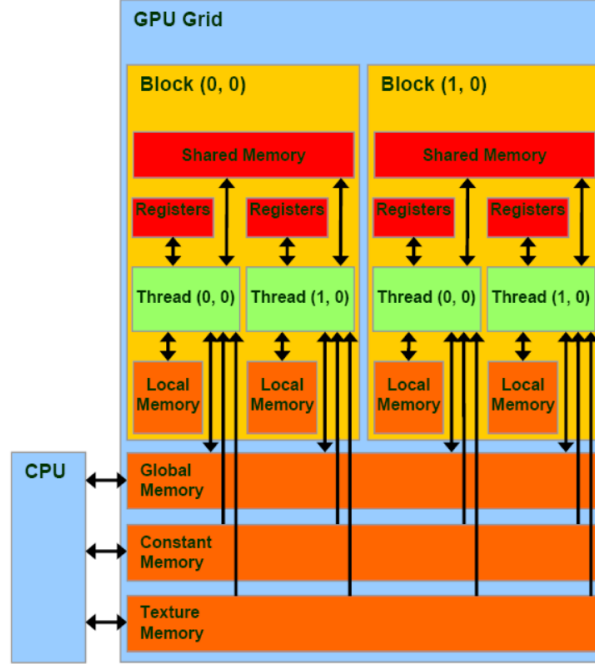 GPU Grid
Block (0, 0)
Block (1, 0)
Shared Memory
Shared Memory
Registers
Registers
Registers
Registers
Thread (0, 0)
Thread (1, 0)
Thread (0, 0)
Thread (1, 0)
Local
Memory
Local
Memory
Local
Memory
Local
Memory
CPU
Global
Memory
Constant
Memory
Texture
Memory